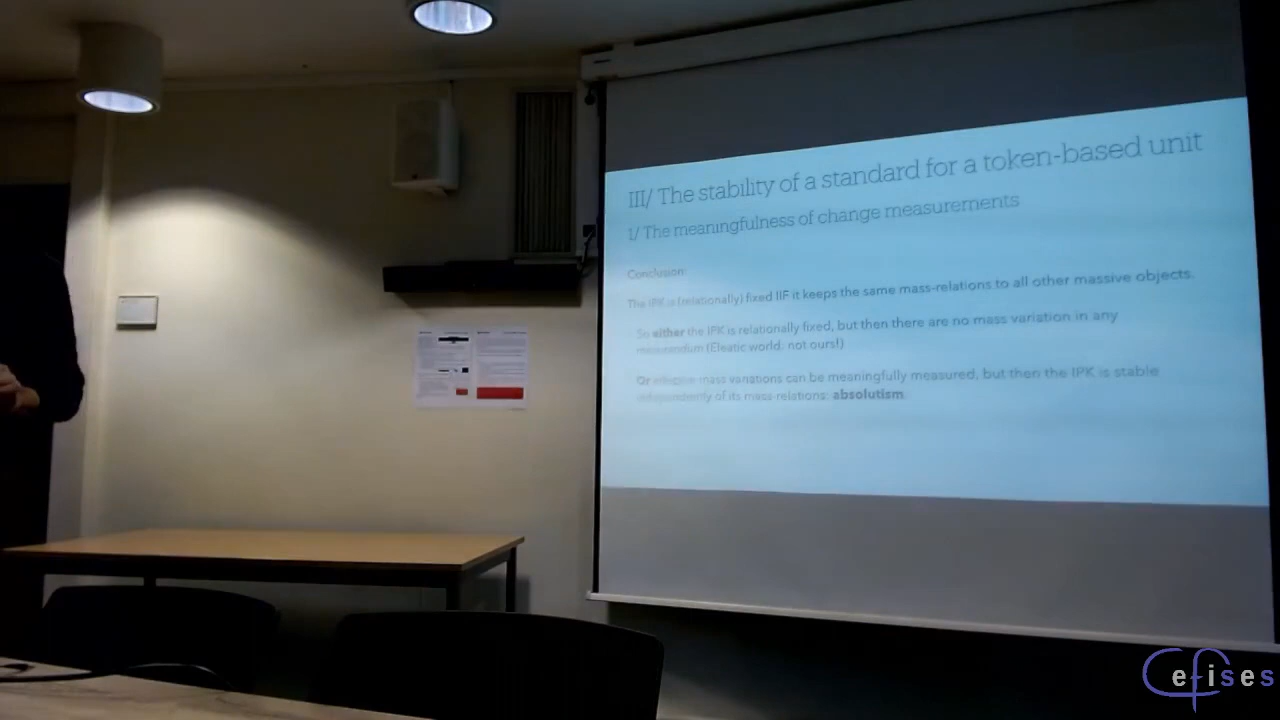 III/ The stability of a standard for a token-based unit
1/ The meaningfulness of change measurements
Conclusion:
The IPK is (relationally) fixed IIF it keeps the same mass-relations to all other massive objects.
So either the IPK is relationally fixed, but then there are no mass variation in any
mesurandum (Eleatic world, not ours!)
Or mass variations can be meaningfully measured, but then the IPK is stable
independently of its mass-relations: absolutism.
Cefises